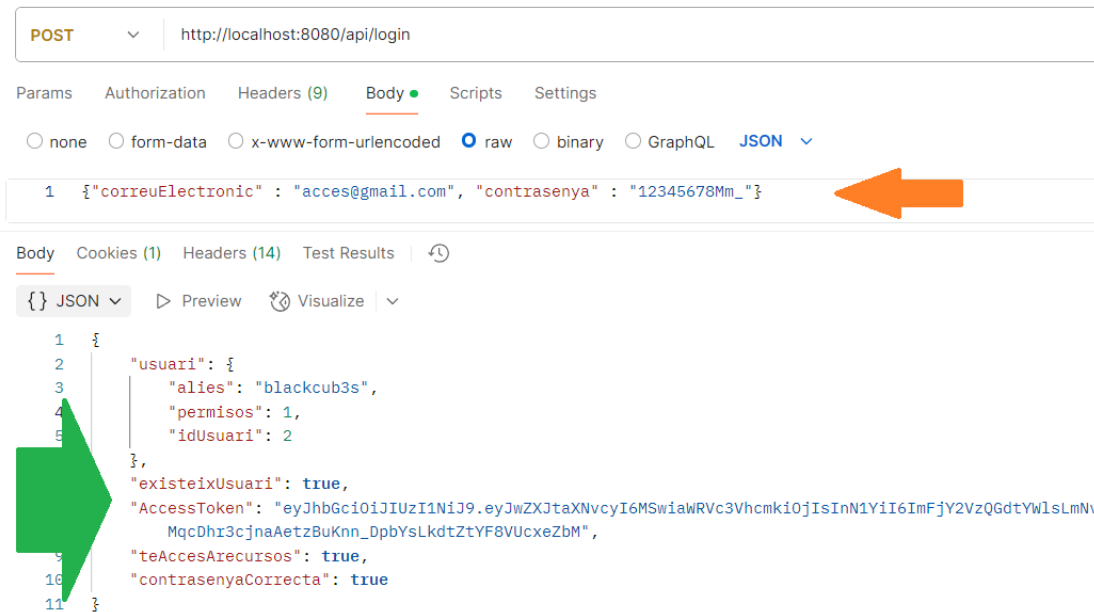 POST http://localhost:8080/api/login
Params Authorization Headers (9) Body Scripts Settings
none form-data x-www-form-urlencoded raw binary GraphQL JSON
1 {"correuElectronic" : "acces@gmail.com", "contrasenya" : "12345678Mm_"}
Body Cookies (1) Headers (14) Test Results
{} JSON Preview Visualize
1 {
2 "usuari": {
3 "alies": "blackcub3s",
4 "permisos": 1,
5 "idUsuari": 2
},
"existeixUsuari": true,
"AccessToken": "eyJhbGciOiJIUzI1NiJ9.eyJwZXJtaXNvcyI6MSwiaWRVc3VhcmkiOjIsInN1YiI6ImFjY2VzQGdtYWlsLmNv
MqcDhr3cjnaAetzBuKnn_DpbYsLkdtZtYF8VUcxeZbM",
9 "teAccesArecursos": true,
10 "contrasenyaCorrecta": true
11 }